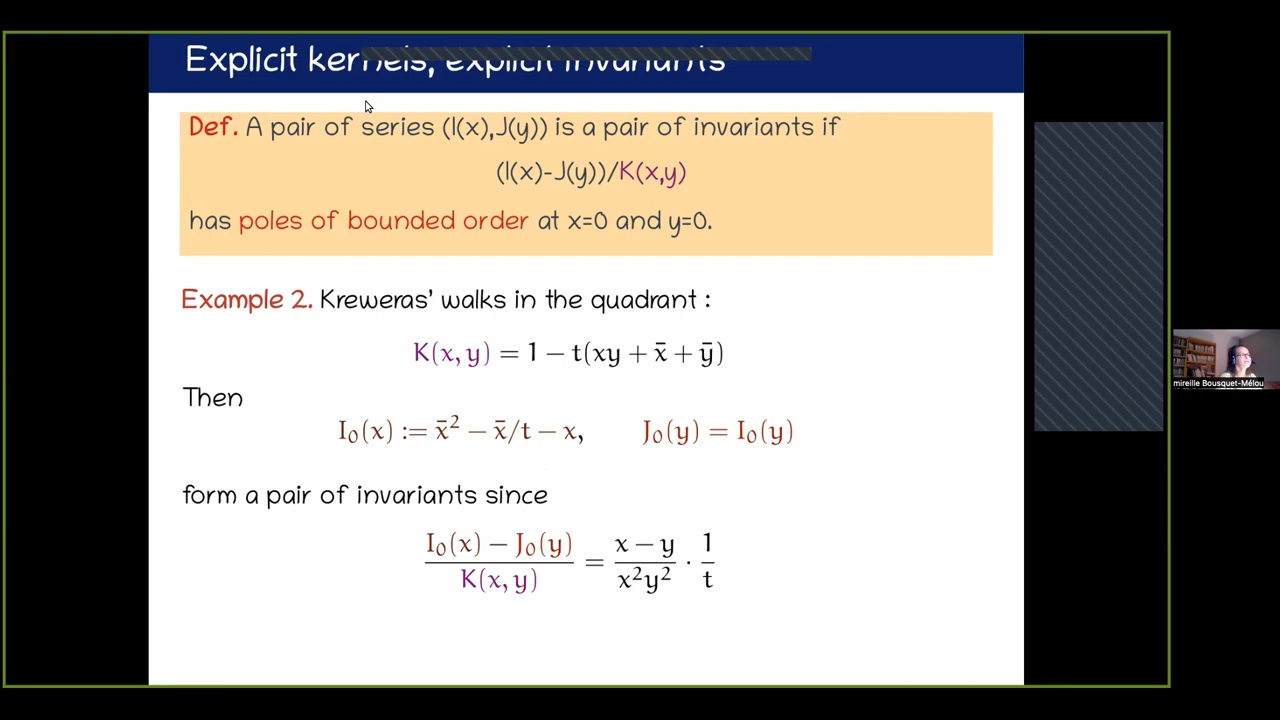 Explicit kernels, explicit invariants
Def. A pair of series (I(x),J(y)) is a pair of invariants if
(I(x)-J(y))/K(x,y)
has poles of bounded order at x=0 and y=0.
Example 2. Kreweras' walks in the quadrant :
K(x, y) = 1 − t(xy + x̄ + ȳ)
Then
I₀(x) := x̄² − x̄/t − x, J₀(y) = I₀(y)
form a pair of invariants since
I₀(x) − J₀(y) / K(x, y) = x − y / x²y² · 1 / t
mireille Bousquet-Mélou